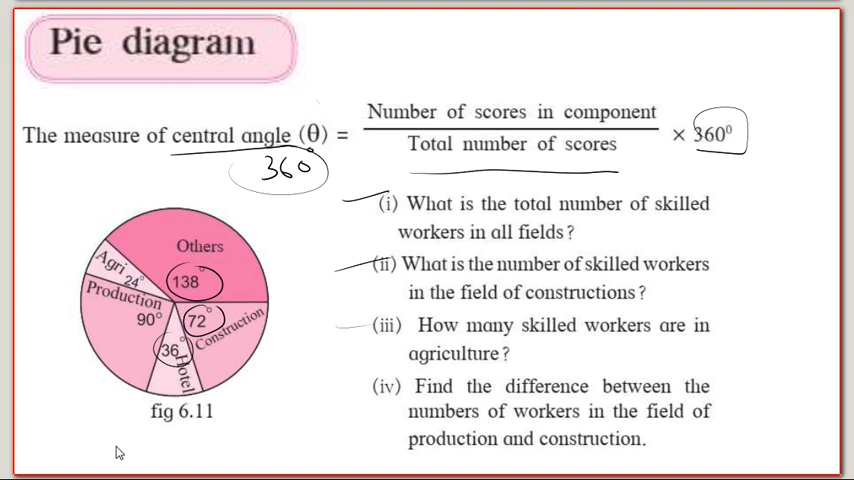 Pie diagram
Number of scores in component
The measure of central angle (θ) = × 360⁰
Total number of scores
360°
(i) What is the total number of skilled
workers in all fields?
(ii) What is the number of skilled workers
in the field of constructions?
(iii) How many skilled workers are in
agriculture?
(iv) Find the difference between the
numbers of workers in the field of
production and construction.
Others
138°
Agri
24°
Production
90°
72°
Construction
36°
Hotel
fig 6.11